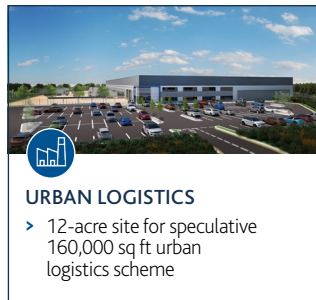 URBAN LOGISTICS
> 12-acre site for speculative
160,000 sq ft urban
logistics scheme